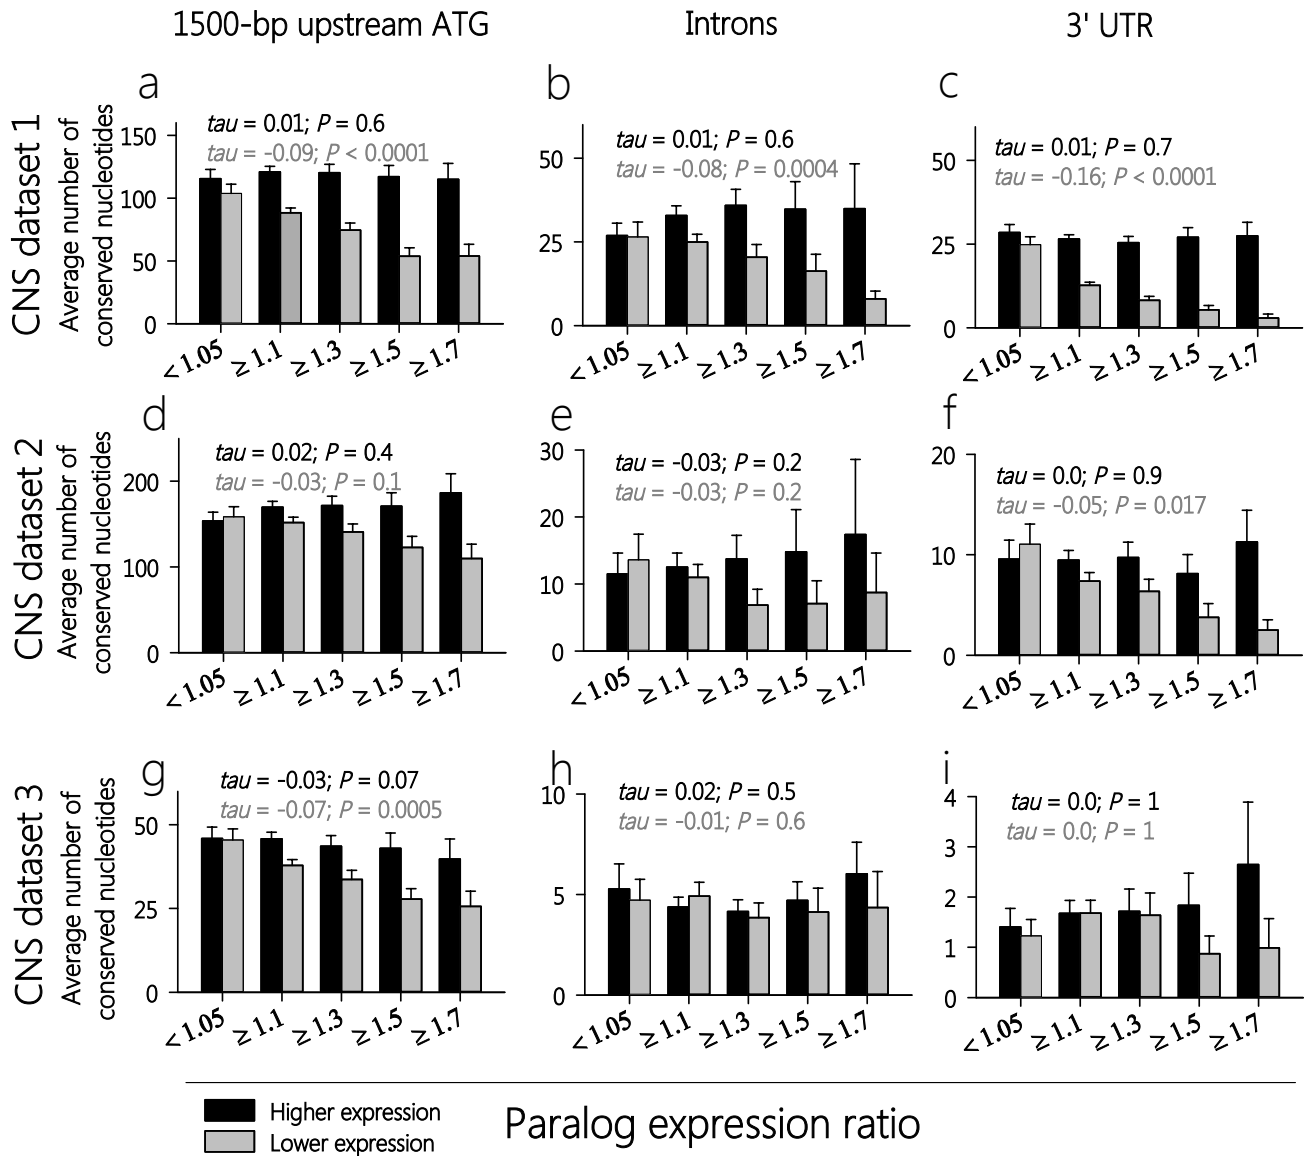 1500-bp upstream ATG
Introns
3' UTR
CNS dataset 1
Average number of
conserved nucleotides
a
tau = 0.01; P = 0.6
tau = -0.09; P < 0.0001
150
100
50
0
< 1.05
≥ 1.1
≥ 1.3
≥ 1.5
≥ 1.7
b
tau = 0.01; P = 0.6
tau = -0.08; P = 0.0004
50
25
0
< 1.05
≥ 1.1
≥ 1.3
≥ 1.5
≥ 1.7
c
tau = 0.01; P = 0.7
tau = -0.16; P < 0.0001
50
25
0
< 1.05
≥ 1.1
≥ 1.3
≥ 1.5
≥ 1.7
CNS dataset 2
Average number of
conserved nucleotides
d
tau = 0.02; P = 0.4
tau = -0.03; P = 0.1
200
100
0
< 1.05
≥ 1.1
≥ 1.3
≥ 1.5
≥ 1.7
e
tau = -0.03; P = 0.2
tau = -0.03; P = 0.2
30
20
10
0
< 1.05
≥ 1.1
≥ 1.3
≥ 1.5
≥ 1.7
f
tau = 0.0; P = 0.9
tau = -0.05; P = 0.017
20
10
0
< 1.05
≥ 1.1
≥ 1.3
≥ 1.5
≥ 1.7
CNS dataset 3
Average number of
conserved nucleotides
g
tau = -0.03; P = 0.07
tau = -0.07; P = 0.0005
50
25
0
< 1.05
≥ 1.1
≥ 1.3
≥ 1.5
≥ 1.7
h
tau = 0.02; P = 0.5
tau = -0.01; P = 0.6
10
5
0
< 1.05
≥ 1.1
≥ 1.3
≥ 1.5
≥ 1.7
i
tau = 0.0; P = 1
tau = 0.0; P = 1
4
3
2
1
0
< 1.05
≥ 1.1
≥ 1.3
≥ 1.5
≥ 1.7
Higher expression
Lower expression
Paralog expression ratio